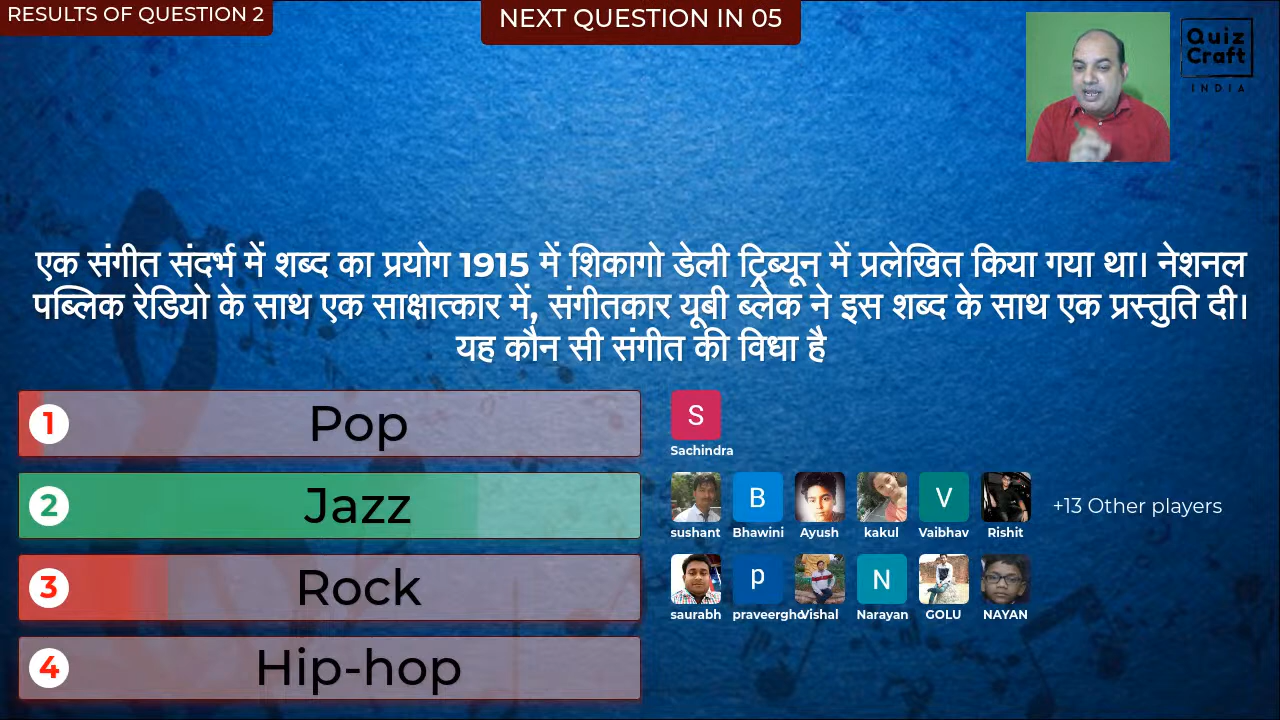 RESULTS OF QUESTION 2
NEXT QUESTION IN 05
Quiz
Craft
INDIA
एक संगीत संदर्भ में शब्द का प्रयोग 1915 में शिकागो डेली ट्रिब्यून में प्रलेखित किया गया था। नेशनल
पब्लिक रेडियो के साथ एक साक्षात्कार में, संगीतकार यूबी ब्लेक ने इस शब्द के साथ एक प्रस्तुति दी।
यह कौन सी संगीत की विधा है
1 Pop
S
Sachindra
2 Jazz
B V
sushant Bhawini Ayush kakul Vaibhav Rishit
+13 Other players
3 Rock
p N
saurabh praveergho Vishal Narayan GOLU NAYAN
4 Hip-hop